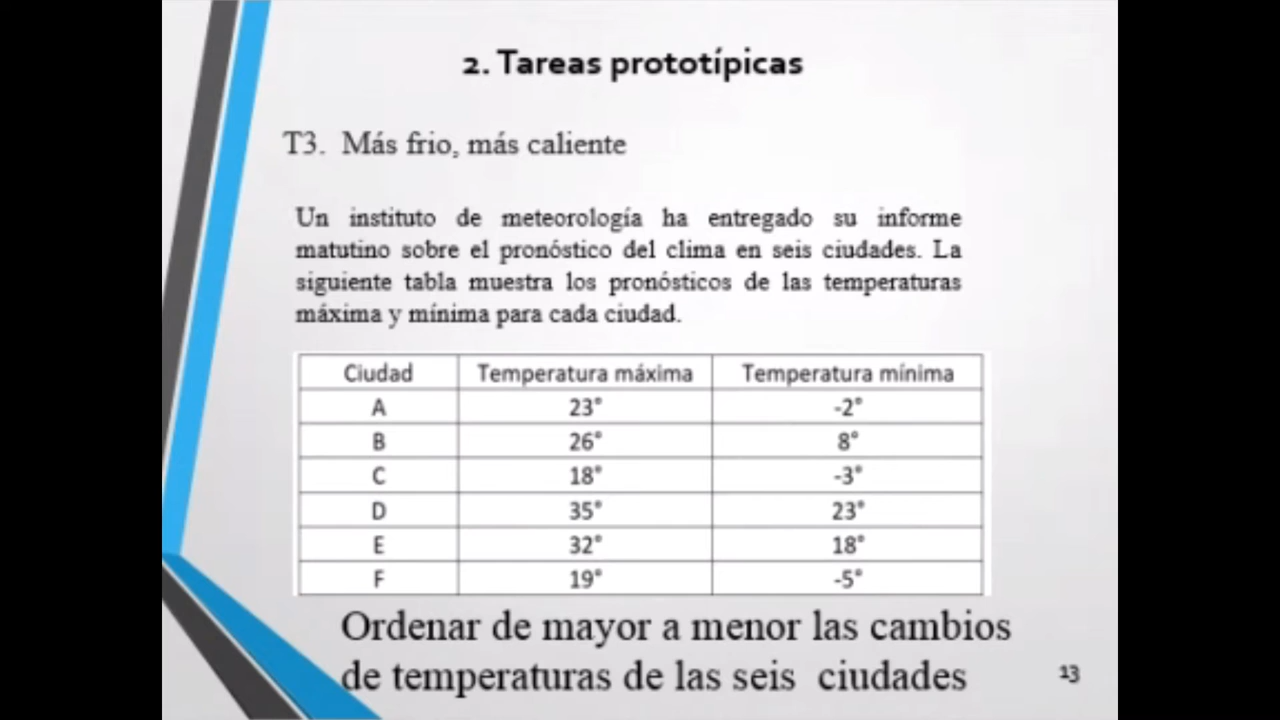 2. Tareas prototípicas
T3. Más frio, más caliente
Un instituto de meteorología ha entregado su informe
matutino sobre el pronóstico del clima en seis ciudades. La
siguiente tabla muestra los pronósticos de las temperaturas
máxima y mínima para cada ciudad.
Ciudad Temperatura máxima Temperatura mínima
A 23° -2°
B 26° 8°
C 18° -3°
D 35° 23°
E 32° 18°
F 19° -5°
Ordenar de mayor a menor las cambios
de temperaturas de las seis ciudades
13